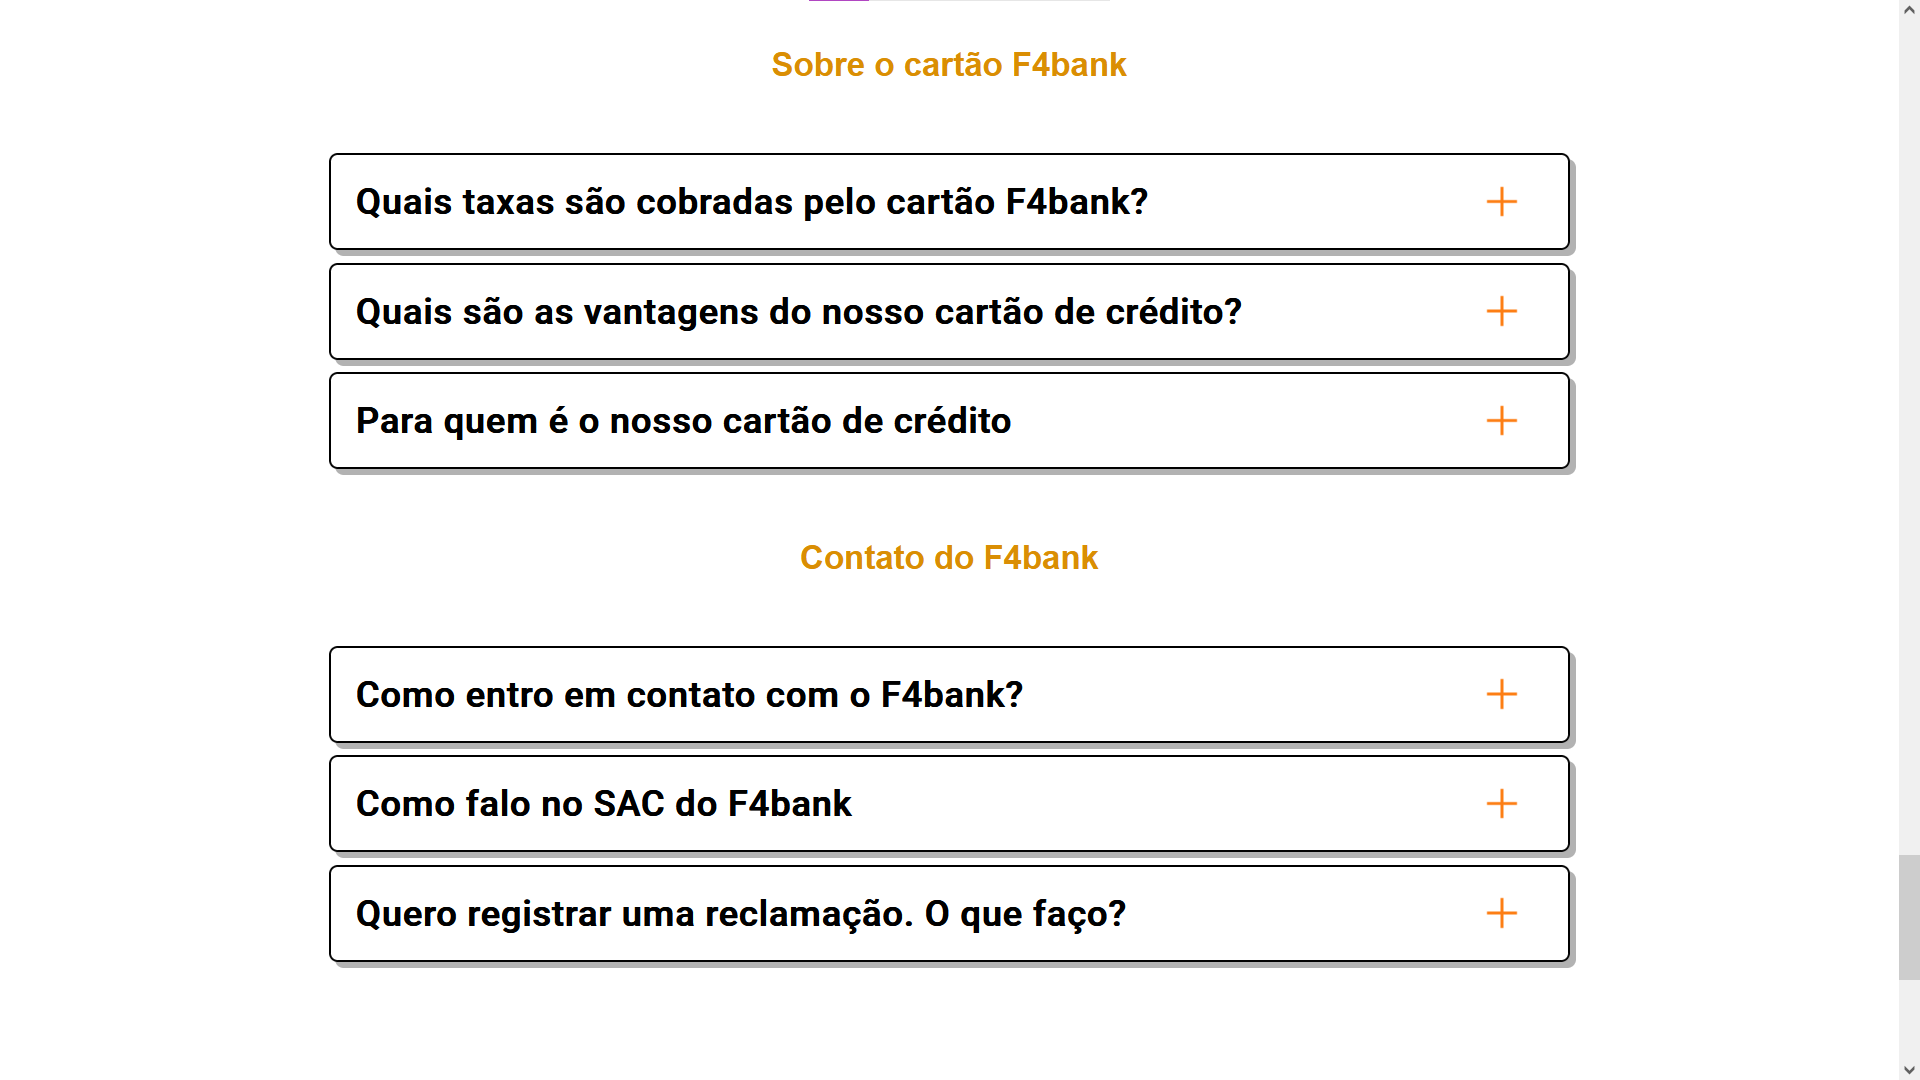 Sobre o cartão F4bank
Quais taxas são cobradas pelo cartão F4bank?
Quais são as vantagens do nosso cartão de crédito?
Para quem é o nosso cartão de crédito
Contato do F4bank
Como entro em contato com o F4bank?
Como falo no SAC do F4bank
Quero registrar uma reclamação. O que faço?